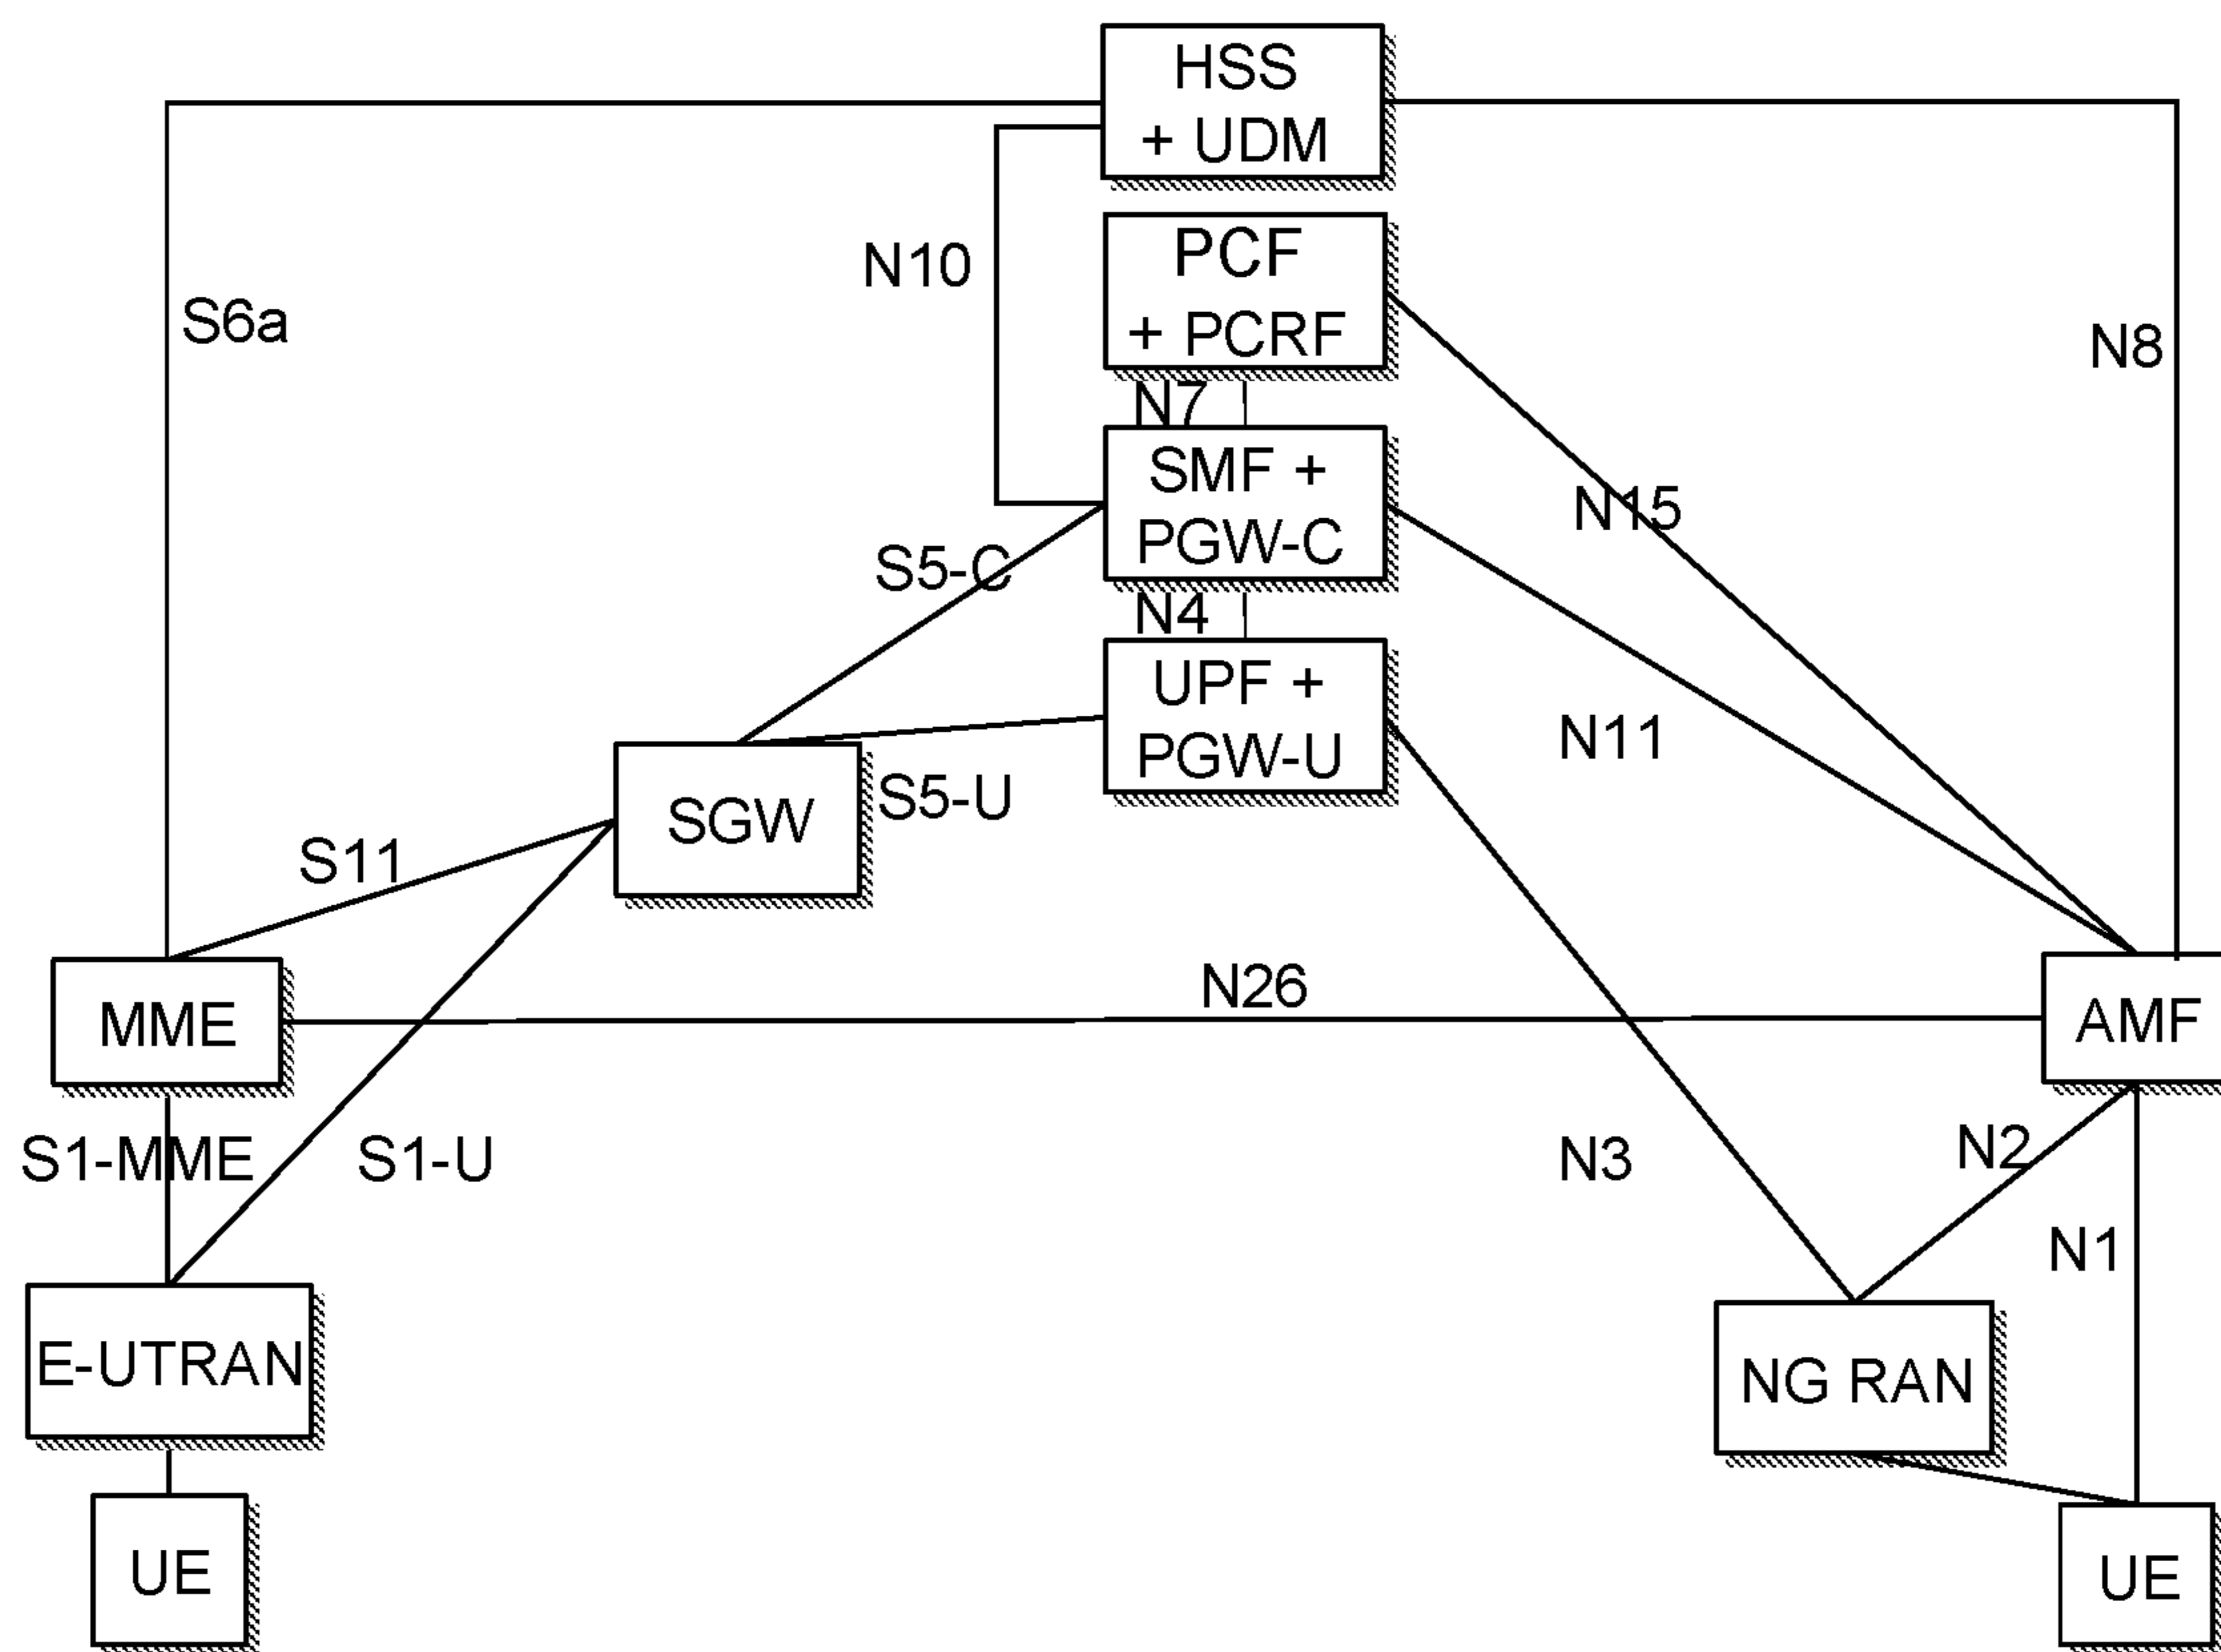 HSS
+ UDM
N10
PCF
+ PCRF
S6a
N8
N7
SMF +
PGW-C
N15
S5-C
N4
UPF +
PGW-U
N11
S5-U
SGW
S11
N26
MME
AMF
S1-MME
S1-U
N3
N2
N1
E-UTRAN
NG RAN
UE
UE